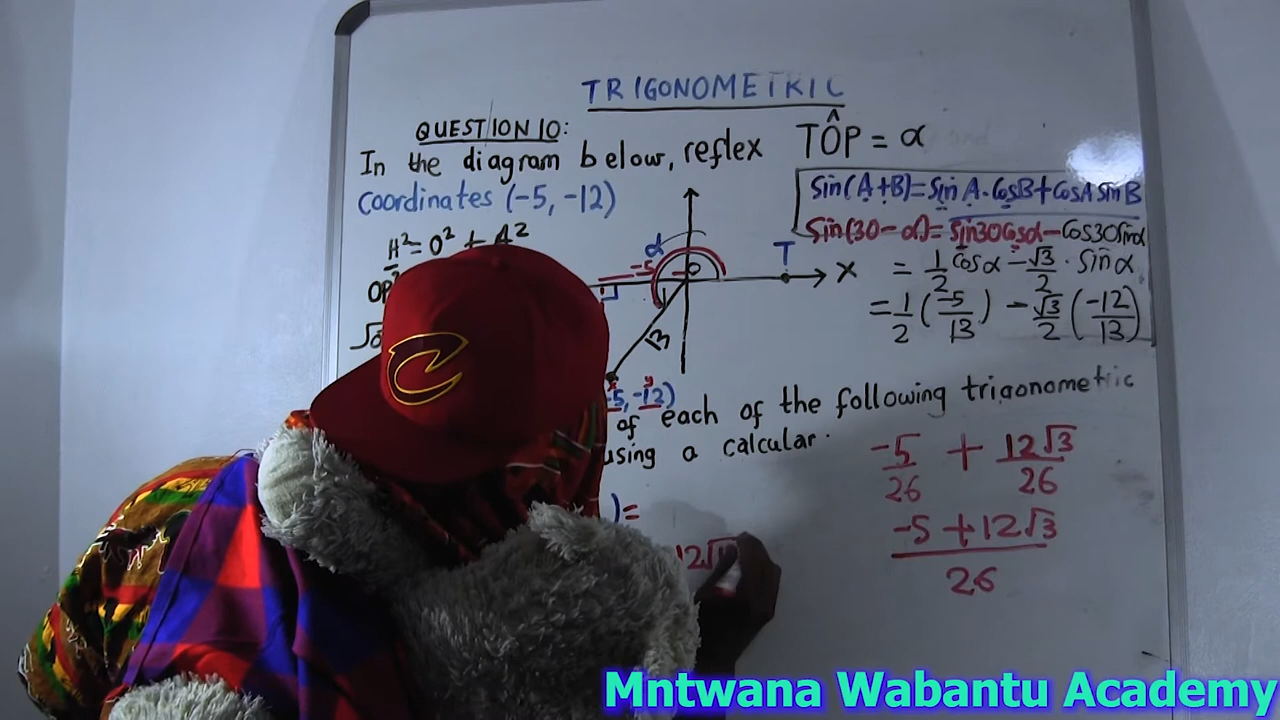 TRIGONOMETRIC
QUESTION 10:
In the diagram below, reflex TÔP = α
coordinates (-5, -12)
Sin(A+B)=Sin A·CosB+CosA SinB
Sin(30-α)=Sin30Cosα-Cos30Sinα
= 1/2 Cosα - √3/2 · Sinα
= 1/2 (-5/13) - √3/2 (-12/13)
H² = O² + A²
OP
α
-5
O
T
X
13
x y
-5, -12)
of each of the following trigonometric
using a calcular.
-5/26 + 12√3/26
-5 + 12√3
26
)=
12√
C
Mntwana Wabantu Academy